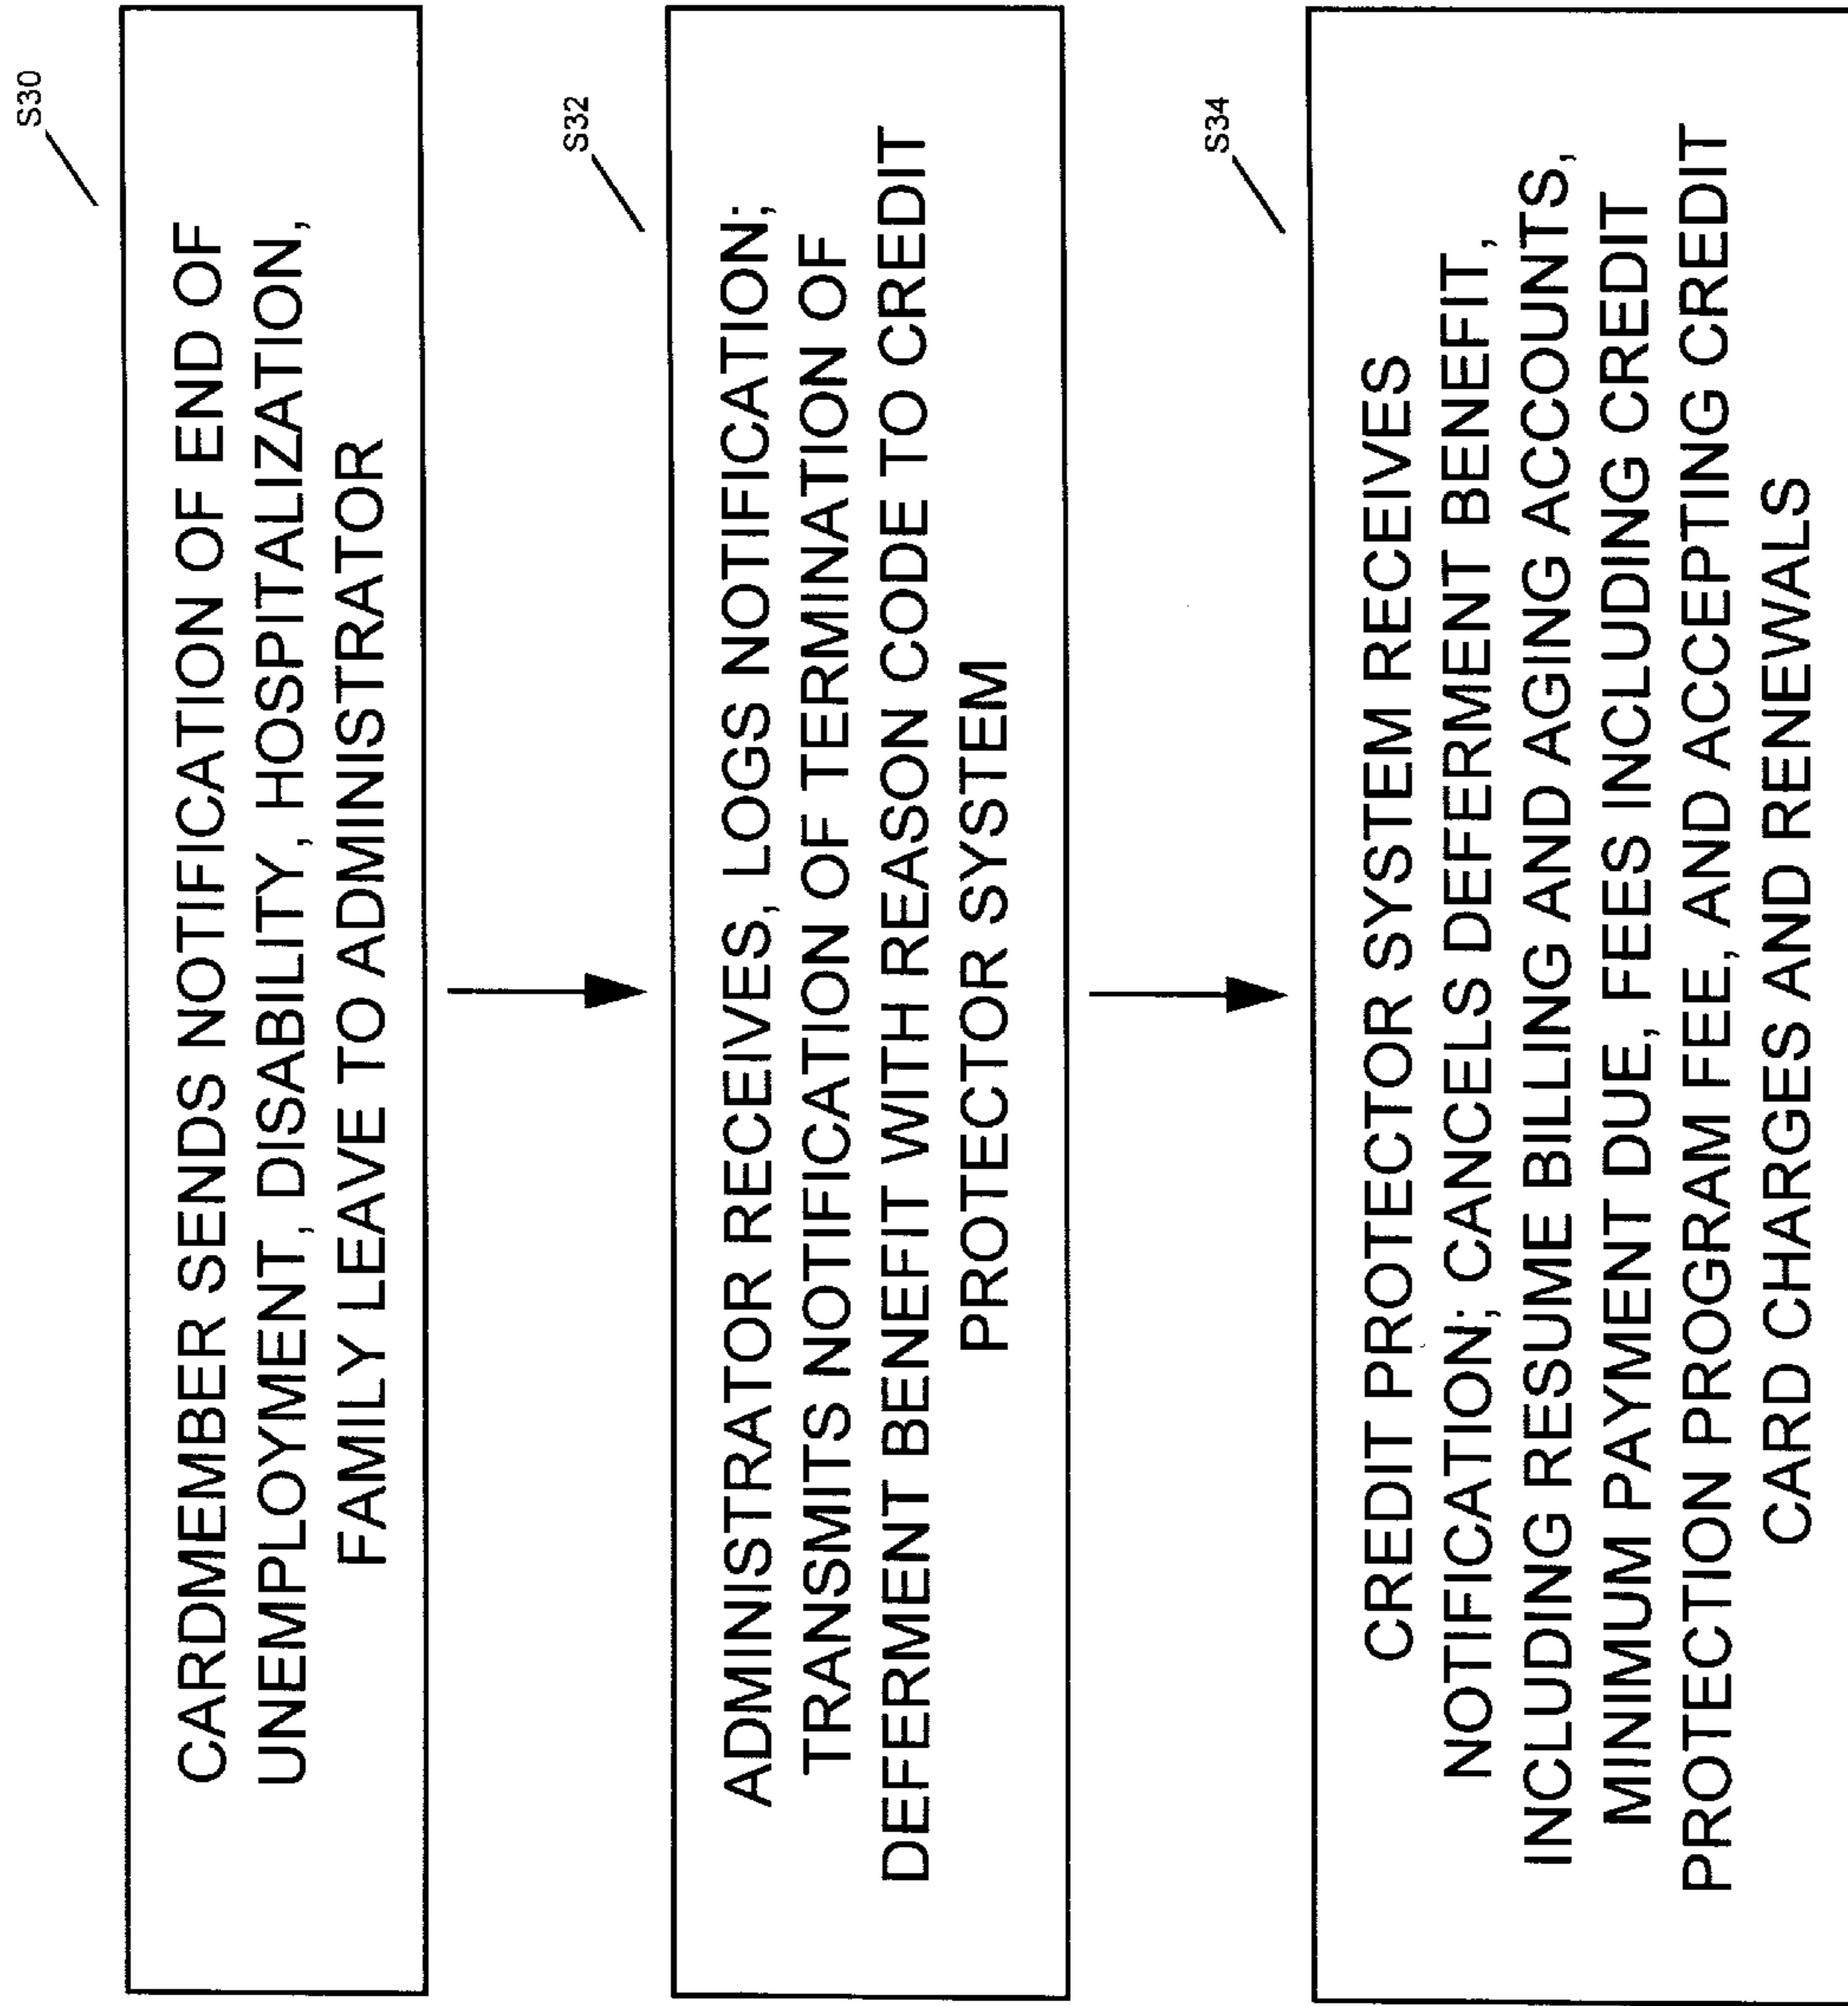 S30
CARDMEMBER SENDS NOTIFICATION OF END OF
UNEMPLOYMENT, DISABILITY, HOSPITALIZATION,
FAMILY LEAVE TO ADMINISTRATOR
S32
ADMINISTRATOR RECEIVES, LOGS NOTIFICATION;
TRANSMITS NOTIFICATION OF TERMINATION OF
DEFERMENT BENEFIT WITH REASON CODE TO CREDIT
PROTECTOR SYSTEM
S34
CREDIT PROTECTOR SYSTEM RECEIVES
NOTIFICATION; CANCELS DEFERMENT BENEFIT,
INCLUDING RESUME BILLING AND AGING ACCOUNTS,
MINIMUM PAYMENT DUE, FEES INCLUDING CREDIT
PROTECTION PROGRAM FEE, AND ACCEPTING CREDIT
CARD CHARGES AND RENEWALS